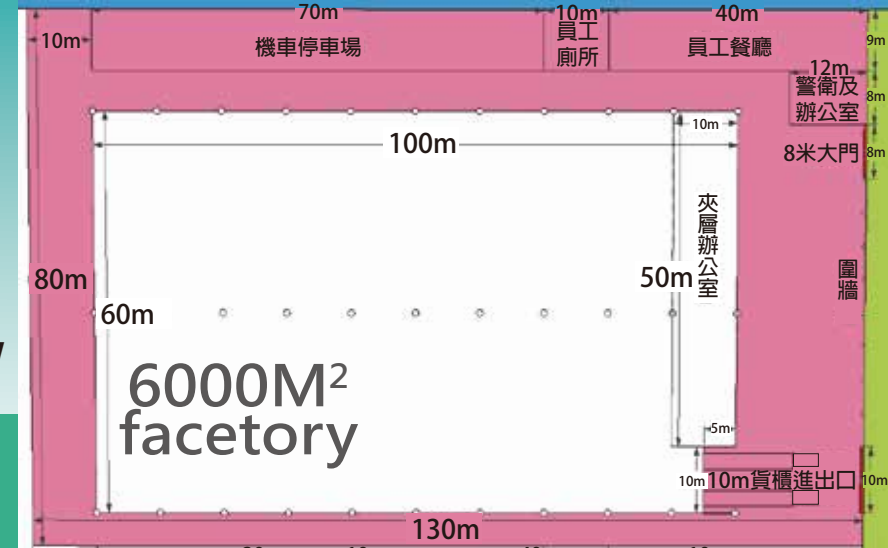 70m
10m
40m
10m
機車停車場
員工
廁所
員工餐廳
9m
12m
警衛及
辦公室
8m
10m
100m
8米大門
8m
夾層辦公室
80m
50m
圍牆
60m
6000M²
facetory
5m
10m
10m貨櫃進出口
10m
130m